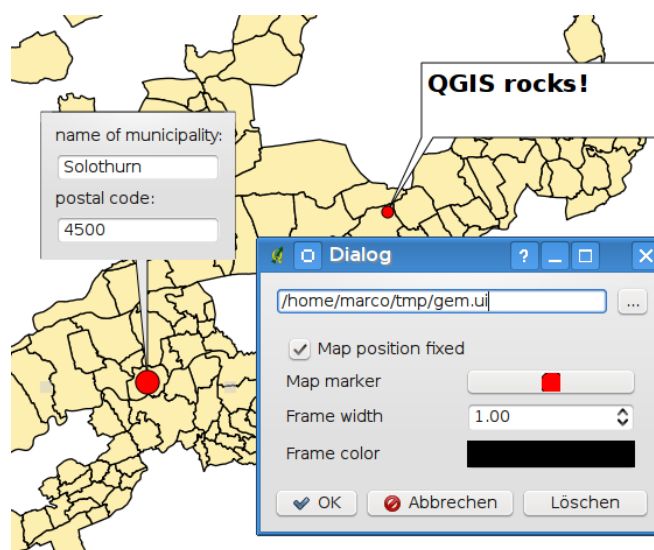 QGIS rocks!
name of municipality:
Solothurn
postal code:
4500
Dialog
?
/home/marco/tmp/gem.ui
...
Map position fixed
Map marker
Frame width
1.00
Frame color
OK
Abbrechen
Löschen